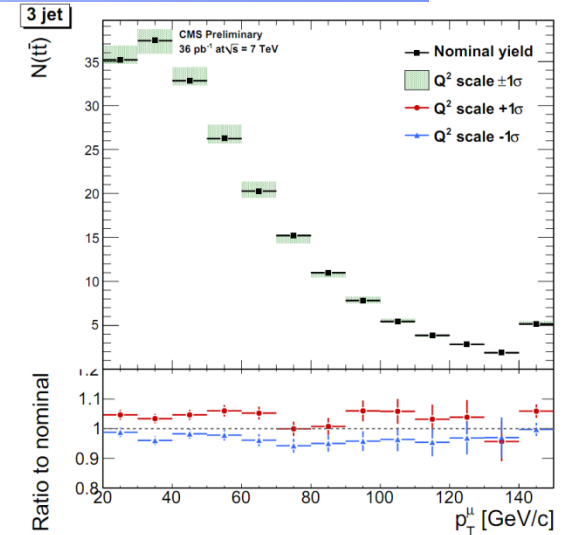 3 jet
CMS Preliminary
36 pb⁻¹ at √s = 7 TeV
N(tt̄)
Nominal yield
Q² scale ±1σ
Q² scale +1σ
Q² scale -1σ
35
30
25
20
15
10
5
Ratio to nominal
1.2
1.1
1
0.9
0.8
20 40 60 80 100 120 140
p_T^μ [GeV/c]